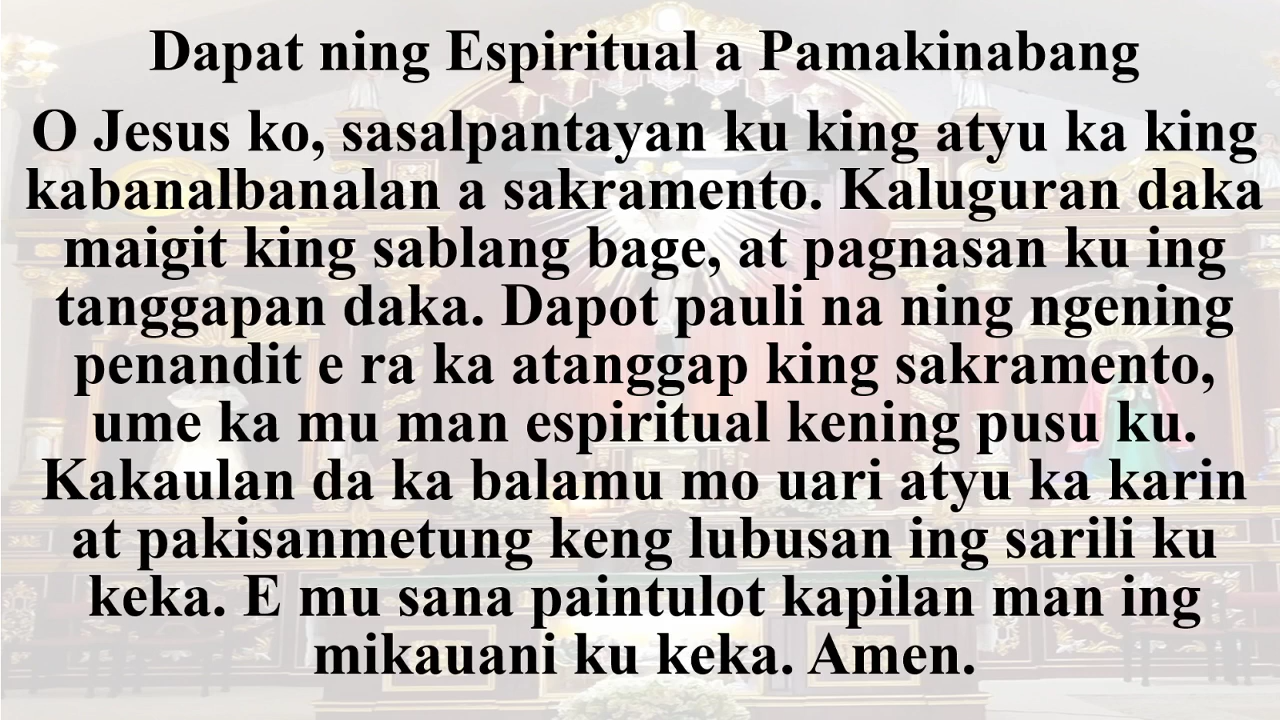 Dapat ning Espiritual a Pamakinabang
O Jesus ko, sasalpantayan ku king atyu ka king
kabanalbanalan a sakramento. Kaluguran daka
maigit king sablang bage, at pagnasan ku ing
tanggapan daka. Dapot pauli na ning ngening
penandit e ra ka atanggap king sakramento,
ume ka mu man espiritual kening pusu ku.
Kakaulan da ka balamu mo uari atyu ka karin
at pakisanmetung keng lubusan ing sarili ku
keka. E mu sana paintulot kapilan man ing
mikauani ku keka. Amen.